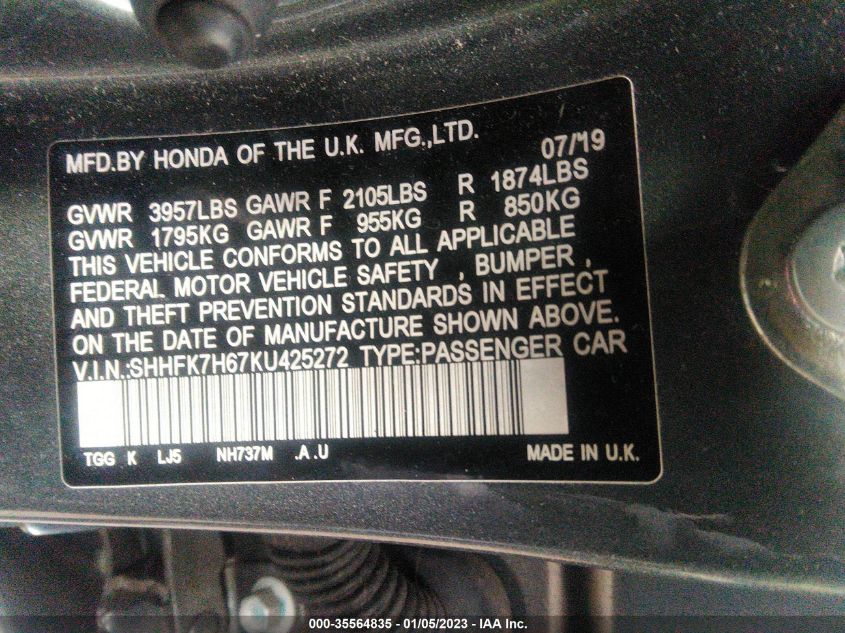 MFD.BY HONDA OF THE U.K. MFG.,LTD. 07/19
GVWR 3957LBS GAWR F 2105LBS R 1874LBS
GVWR 1795KG GAWR F 955KG R 850KG
THIS VEHICLE CONFORMS TO ALL APPLICABLE
FEDERAL MOTOR VEHICLE SAFETY , BUMPER ,
AND THEFT PREVENTION STANDARDS IN EFFECT
ON THE DATE OF MANUFACTURE SHOWN ABOVE.
V.I.N.:SHHFK7H67KU425272 TYPE:PASSENGER CAR
TGG K LJ5 NH737M .A .U MADE IN U.K.
000-35564835 - 01/05/2023 - IAA Inc.